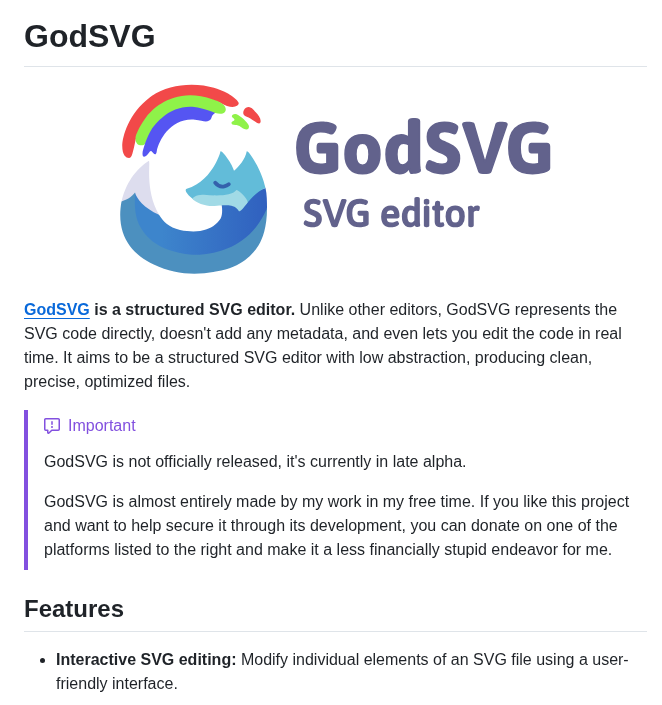 GodSVG
GodSVG
SVG editor
GodSVG is a structured SVG editor. Unlike other editors, GodSVG represents the
SVG code directly, doesn't add any metadata, and even lets you edit the code in real
time. It aims to be a structured SVG editor with low abstraction, producing clean,
precise, optimized files.
Important
GodSVG is not officially released, it's currently in late alpha.
GodSVG is almost entirely made by my work in my free time. If you like this project
and want to help secure it through its development, you can donate on one of the
platforms listed to the right and make it a less financially stupid endeavor for me.
Features
• Interactive SVG editing: Modify individual elements of an SVG file using a user-
friendly interface.